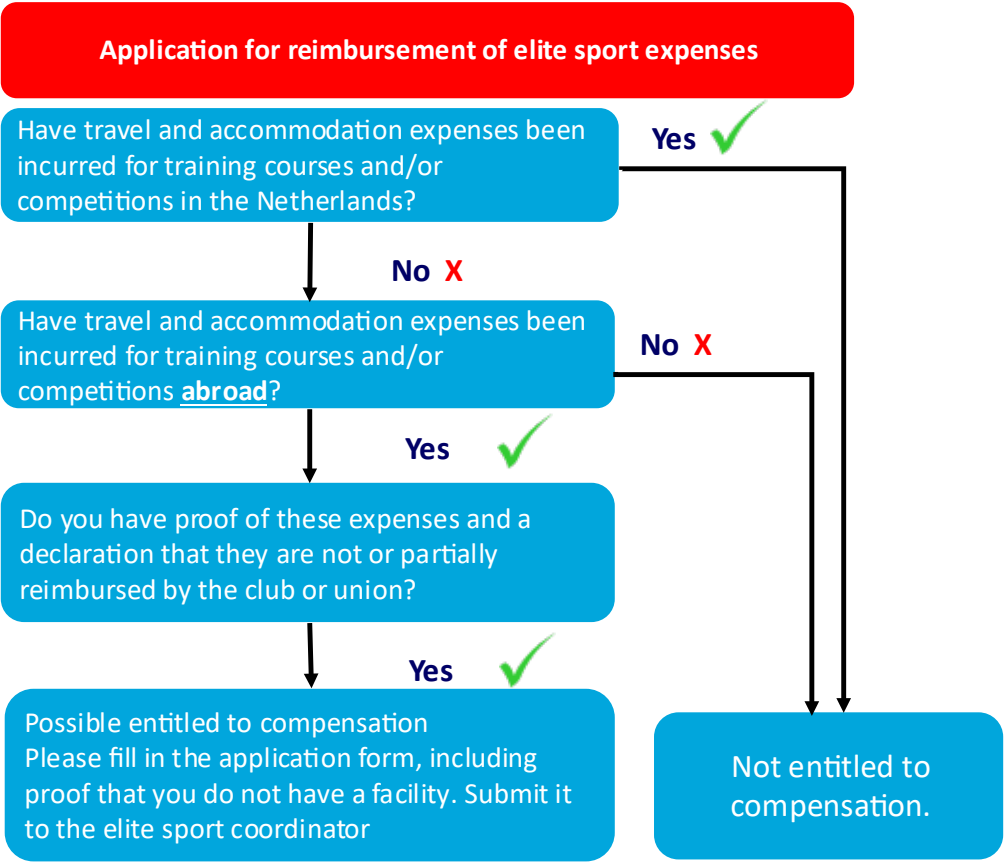 Application for reimbursement of elite sport expenses
Have travel and accommodation expenses been
incurred for training courses and/or
competitions in the Netherlands?
Yes
No X
Have travel and accommodation expenses been
incurred for training courses and/or
competitions abroad?
No X
Yes
Do you have proof of these expenses and a
declaration that they are not or partially
reimbursed by the club or union?
Yes
Possible entitled to compensation
Please fill in the application form, including
proof that you do not have a facility. Submit it
to the elite sport coordinator
Not entitled to
compensation.